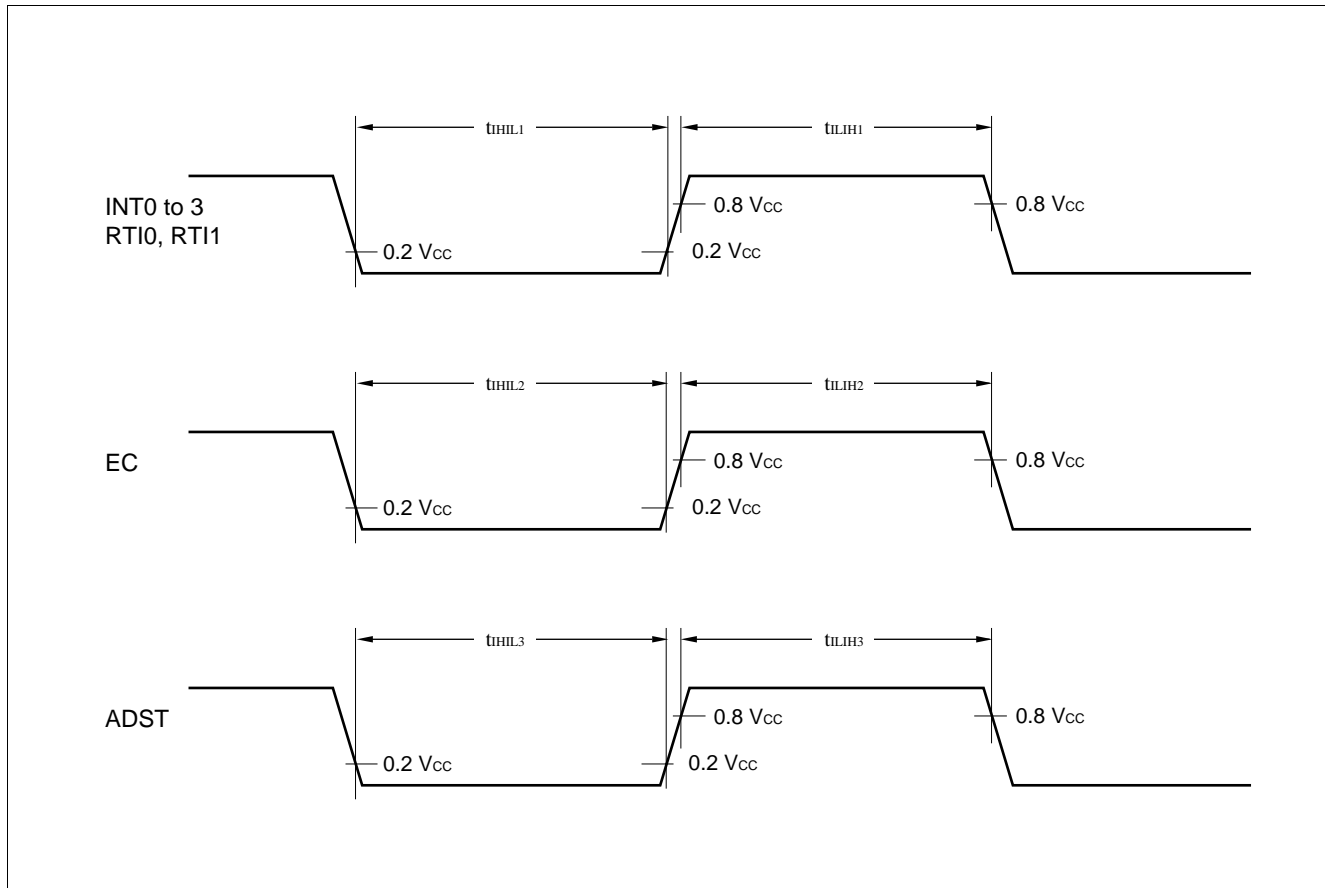 tIHIL1 tILIH1
INT0 to 3
RTI0, RTI1
0.8 VCC 0.8 VCC
0.2 VCC 0.2 VCC
tIHIL2 tILIH2
EC
0.8 VCC 0.8 VCC
0.2 VCC 0.2 VCC
tIHIL3 tILIH3
ADST
0.8 VCC 0.8 VCC
0.2 VCC 0.2 VCC